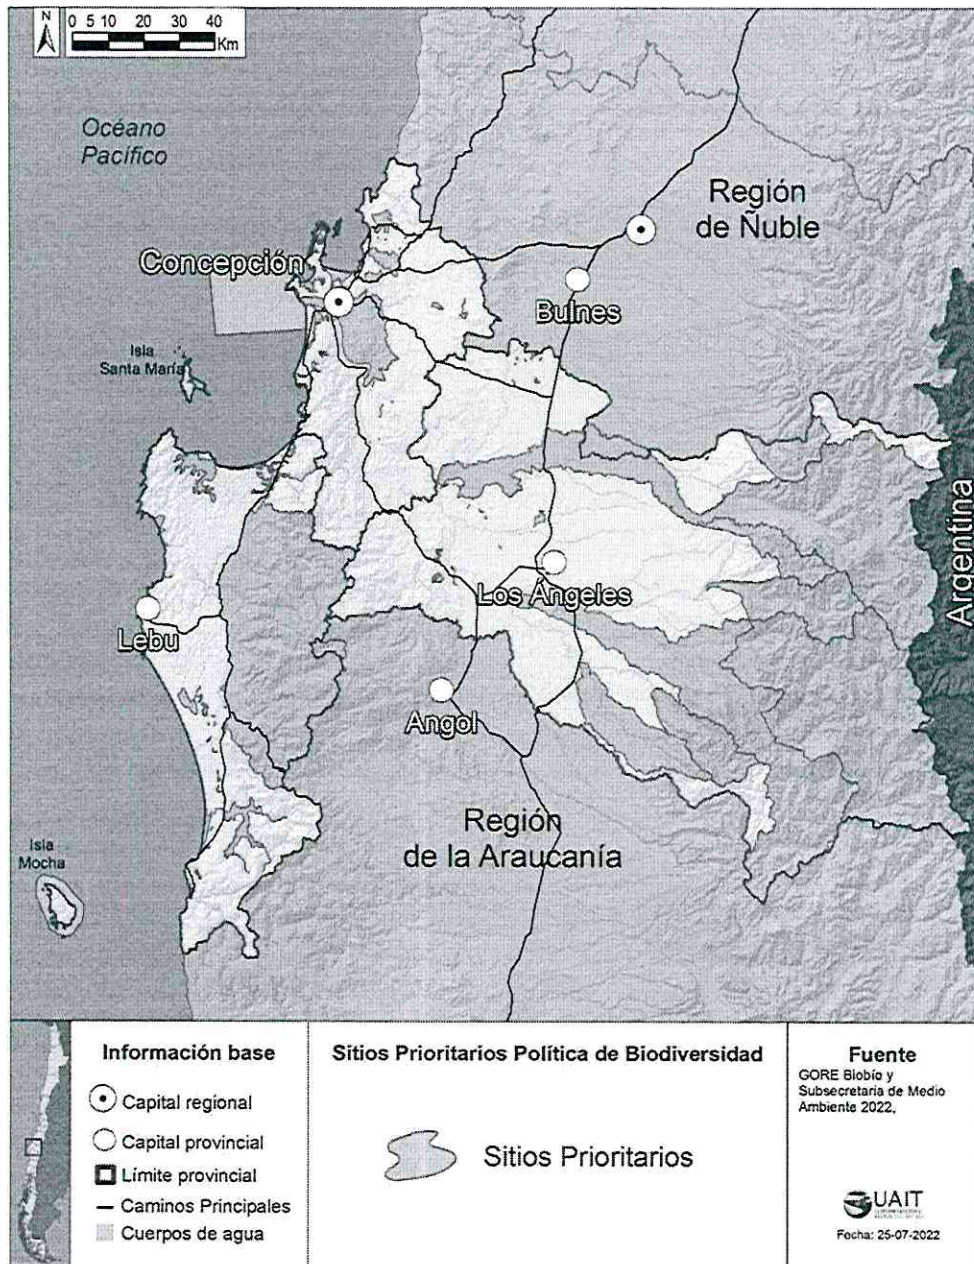 N
0 5 10 20 30 40
Km
Océano
Pacífico
Región
de Ñuble
Concepción
Bulnes
Isla
Santa María
Argentina
Los Ángeles
Lebu
Angol
Región
de la Araucanía
Isla
Mocha
Información base
Capital regional
Capital provincial
Límite provincial
Caminos Principales
Cuerpos de agua
Sitios Prioritarios Política de Biodiversidad
Sitios Prioritarios
Fuente
GORE Biobío y
Subsecretaría de Medio
Ambiente 2022,
UAIT
Fecha: 25-07-2022